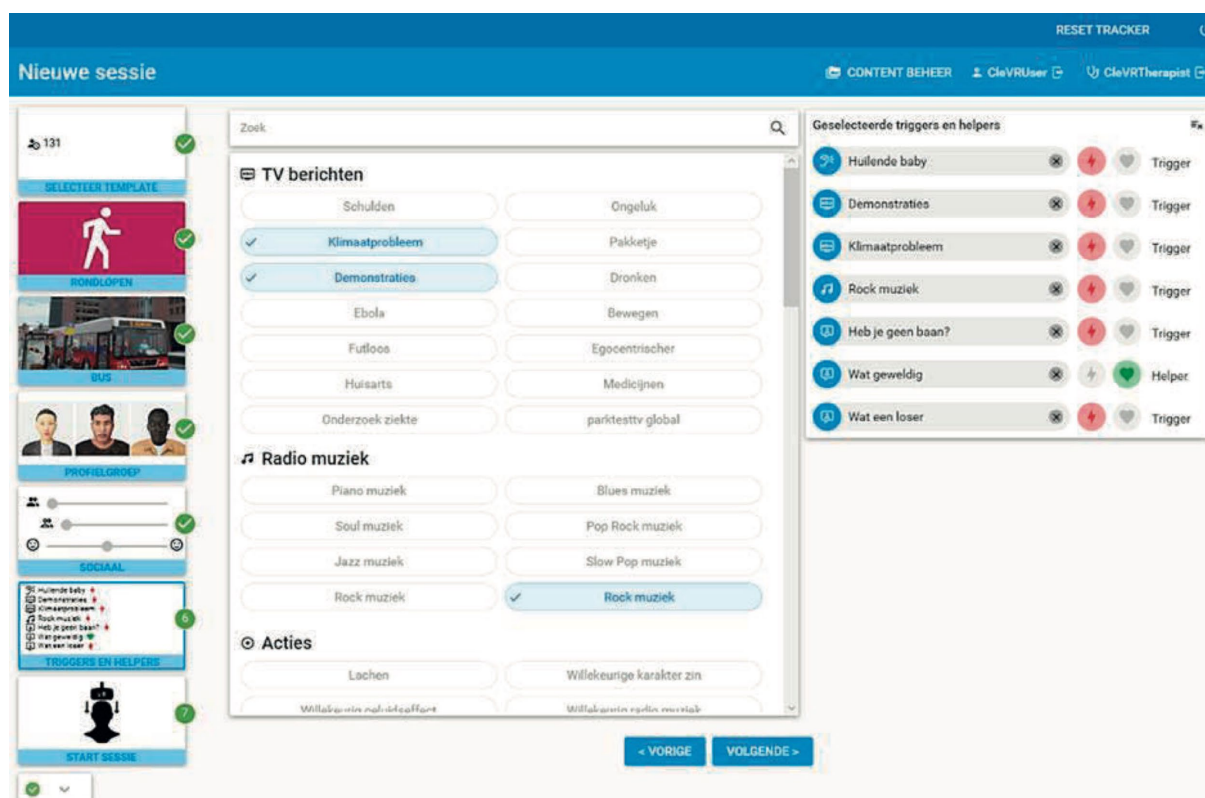 RESET TRACKER
Nieuwe sessie
CONTENT BEHEER CleVRUser CleVRTherapist
131
SELECTEER TEMPLATE
RONDLOPEN
BUS
PROFIELGROEP
SOCIAAL
Huilende baby
Demonstraties
Klimaatprobleem
Rock muziek
Heb je geen baan?
Wat geweldig
Wat een loser
6
TRIGGERS EN HELPERS
7
START SESSIE
Zoek
TV berichten
Schulden Ongeluk
Klimaatprobleem Pakketje
Demonstraties Dronken
Ebola Bewegen
Futloos Egocentrischer
Huisarts Medicijnen
Onderzoek ziekte parktesttv global
Radio muziek
Piano muziek Blues muziek
Soul muziek Pop Rock muziek
Jazz muziek Slow Pop muziek
Rock muziek Rock muziek
Acties
Lachen Willekeurige karakter zin
Willekeurig geluidseffect Willekeurig radio muziek
< VORIGE VOLGENDE >
Geselecteerde triggers en helpers
Huilende baby Trigger
Demonstraties Trigger
Klimaatprobleem Trigger
Rock muziek Trigger
Heb je geen baan? Trigger
Wat geweldig Helper
Wat een loser Trigger